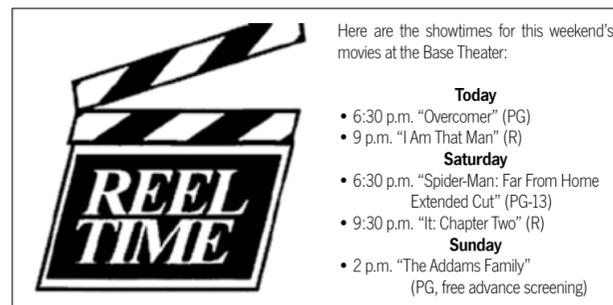 REEL
TIME
Here are the showtimes for this weekend's
movies at the Base Theater:
Today
• 6:30 p.m. “Overcomer” (PG)
• 9 p.m. “I Am That Man” (R)
Saturday
• 6:30 p.m. “Spider-Man: Far From Home
Extended Cut” (PG-13)
• 9:30 p.m. “It: Chapter Two” (R)
Sunday
• 2 p.m. “The Addams Family”
(PG, free advance screening)